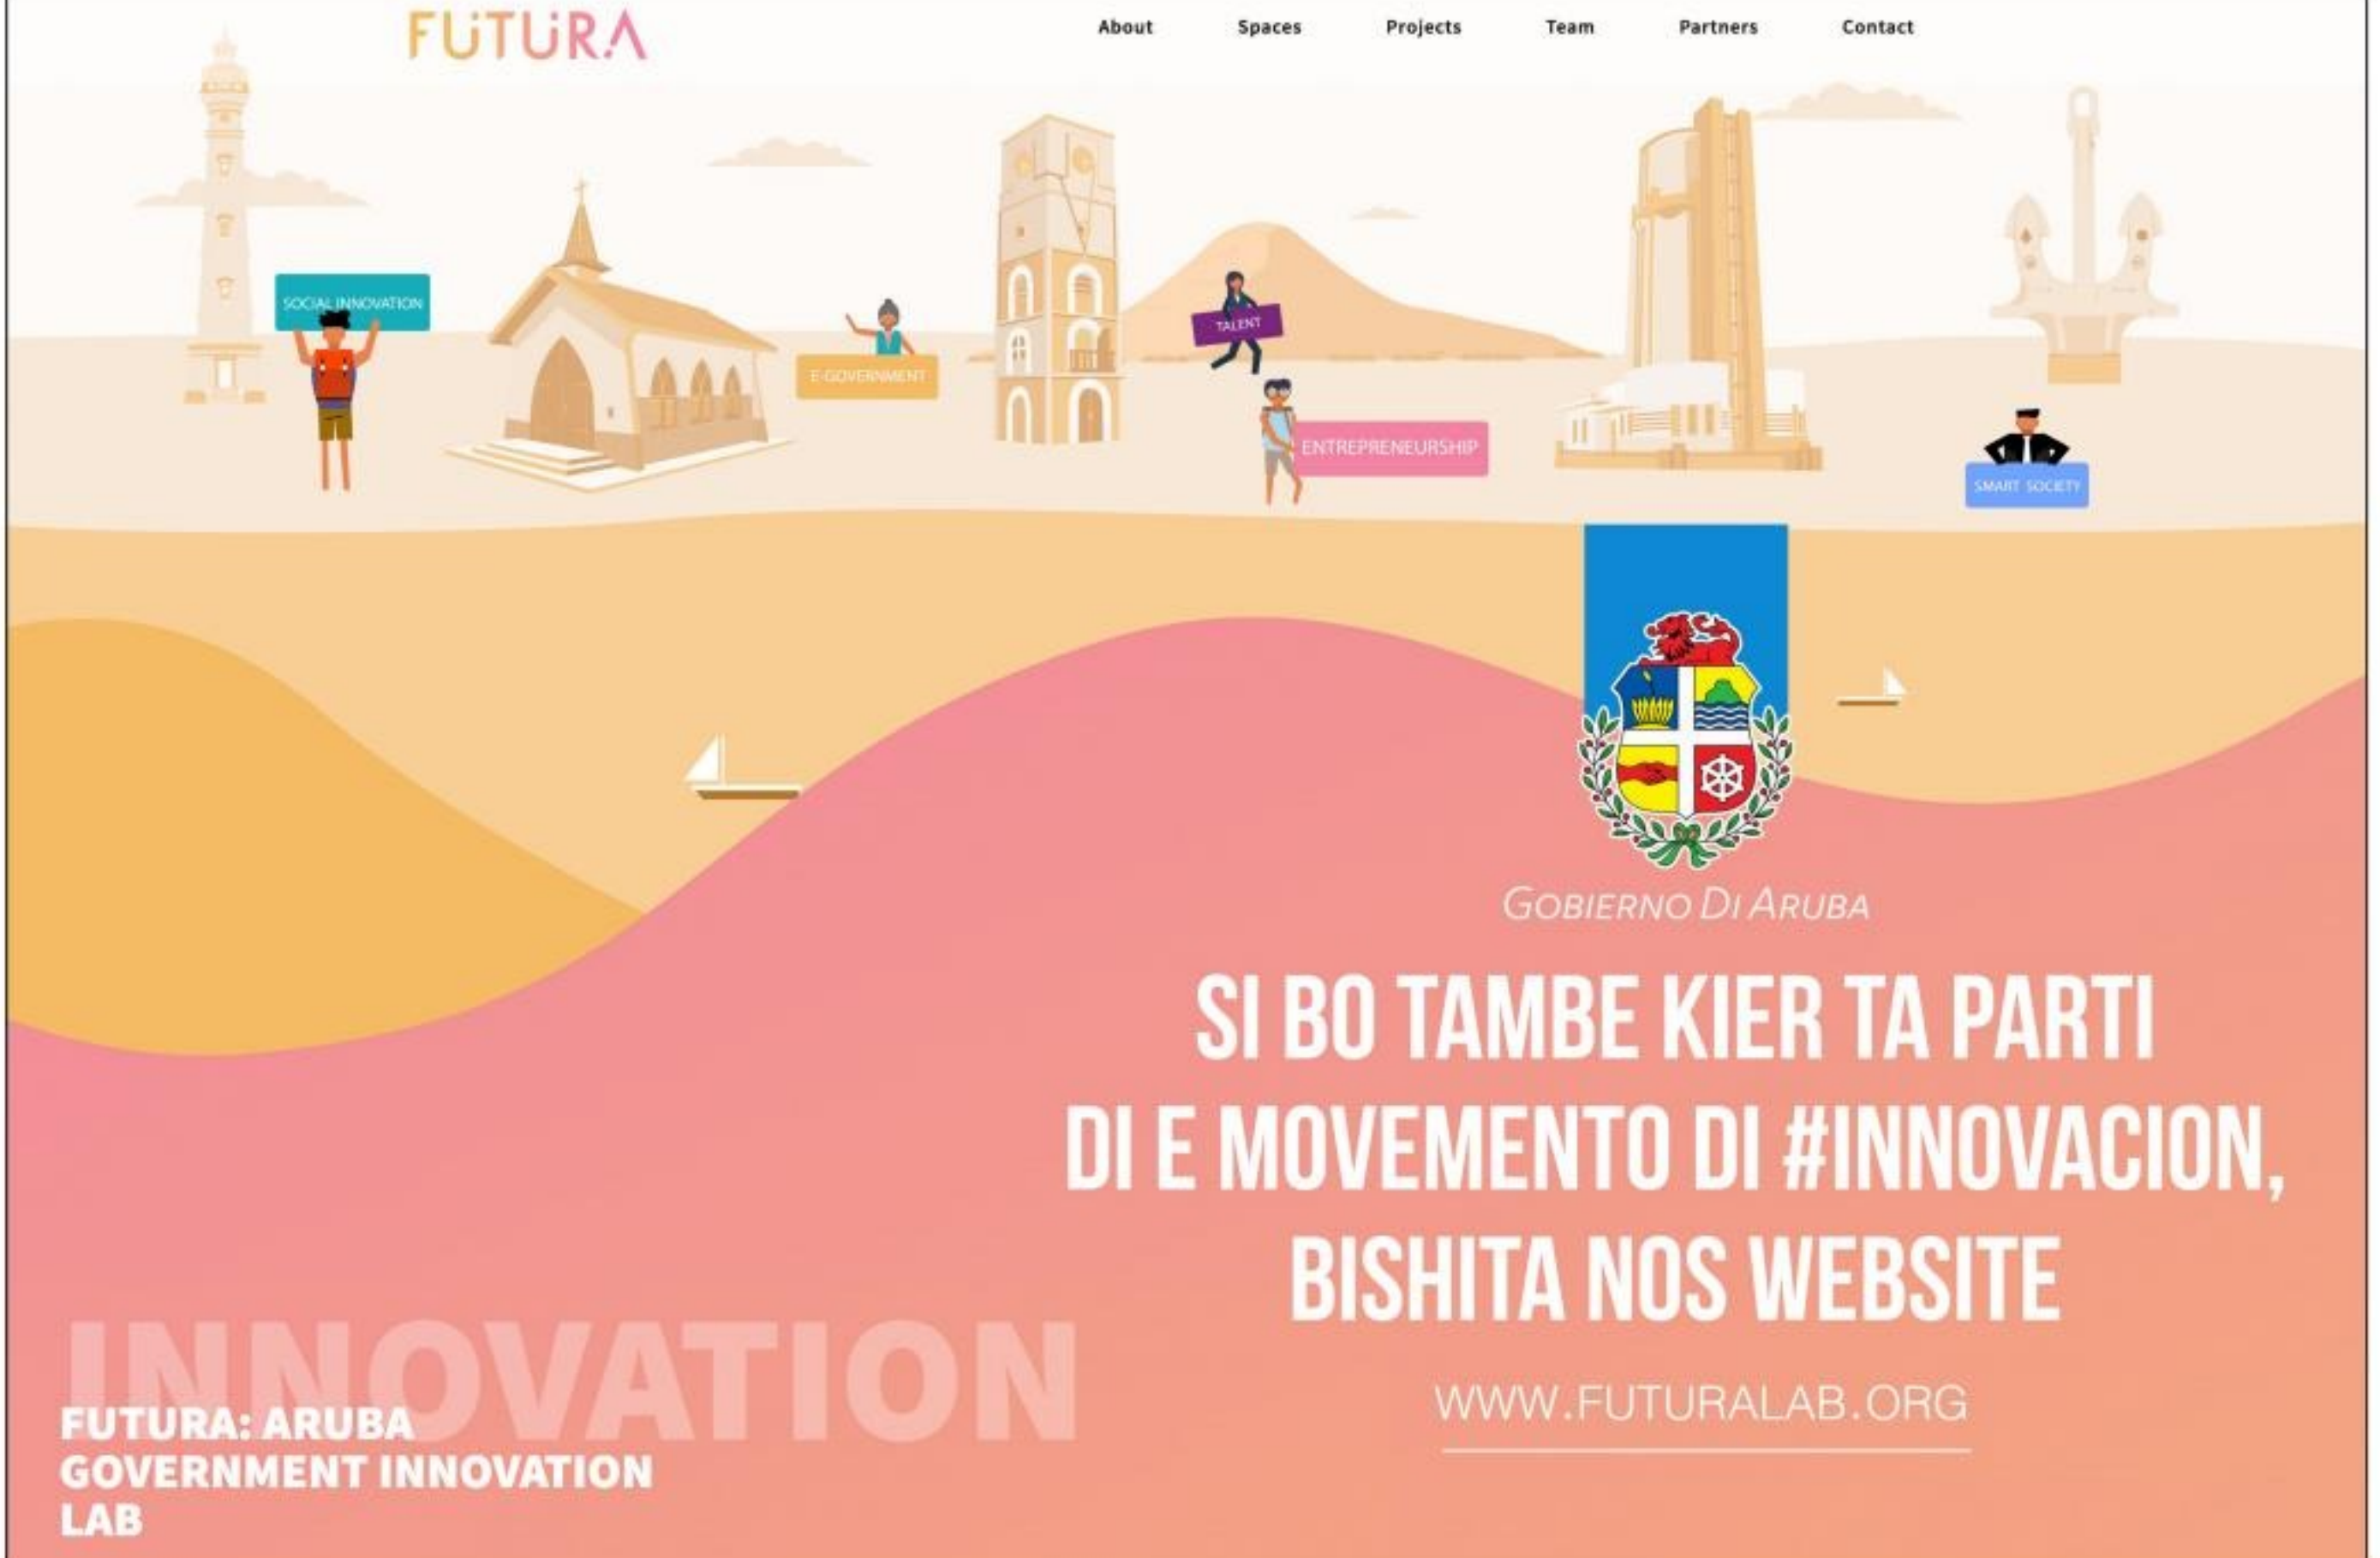 FUTURA
About Spaces Projects Team Partners Contact
SOCIAL INNOVATION
E-GOVERNMENT
TALENT
ENTREPRENEURSHIP
SMART SOCIETY
GOBIERNO DI ARUBA
SI BO TAMBE KIER TA PARTI
DI E MOVEMENTO DI #INNOVACION,
BISHITA NOS WEBSITE
WWW.FUTURALAB.ORG
INNOVATION
FUTURA: ARUBA
GOVERNMENT INNOVATION
LAB